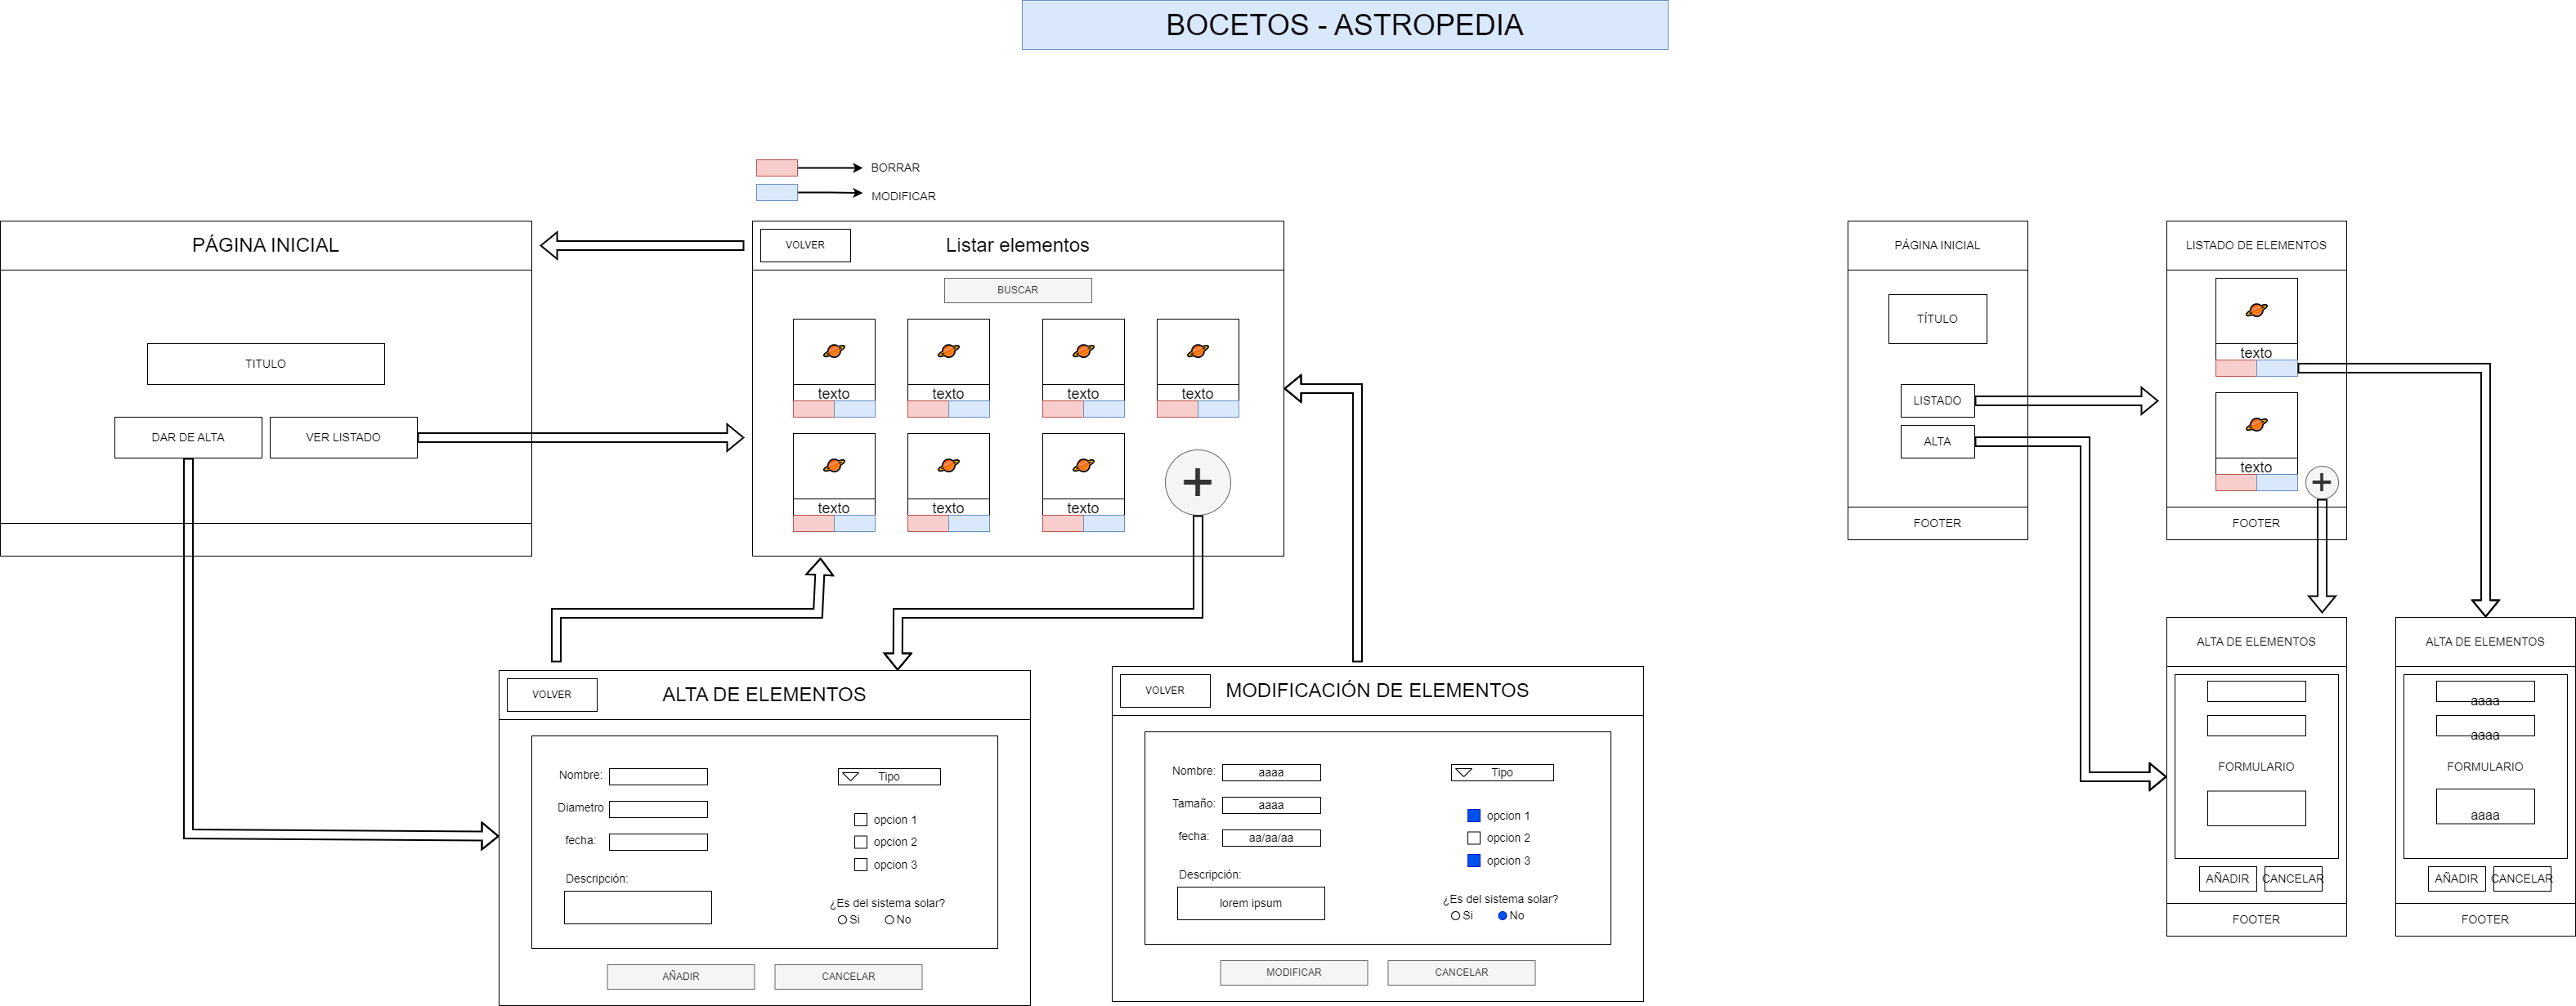 BOCETOS - ASTROPEDIA
BORRAR
MODIFICAR
PÁGINA INICIAL
TITULO
DAR DE ALTA
VER LISTADO
VOLVER
Listar elementos
BUSCAR
texto
texto
texto
texto
texto
texto
texto
+
VOLVER
ALTA DE ELEMENTOS
Nombre:
Tipo
Diametro
opcion 1
opcion 2
fecha:
opcion 3
Descripción:
¿Es del sistema solar?
Si
No
AÑADIR
CANCELAR
VOLVER
MODIFICACIÓN DE ELEMENTOS
Nombre:
aaaa
Tipo
Tamaño:
aaaa
opcion 1
fecha:
aa/aa/aa
opcion 2
opcion 3
Descripción:
lorem ipsum
¿Es del sistema solar?
Si
No
MODIFICAR
CANCELAR
PÁGINA INICIAL
TÍTULO
LISTADO
ALTA
FOOTER
LISTADO DE ELEMENTOS
texto
texto
+
FOOTER
ALTA DE ELEMENTOS
FORMULARIO
AÑADIR
CANCELAR
FOOTER
ALTA DE ELEMENTOS
aaaa
aaaa
FORMULARIO
aaaa
AÑADIR
CANCELAR
FOOTER